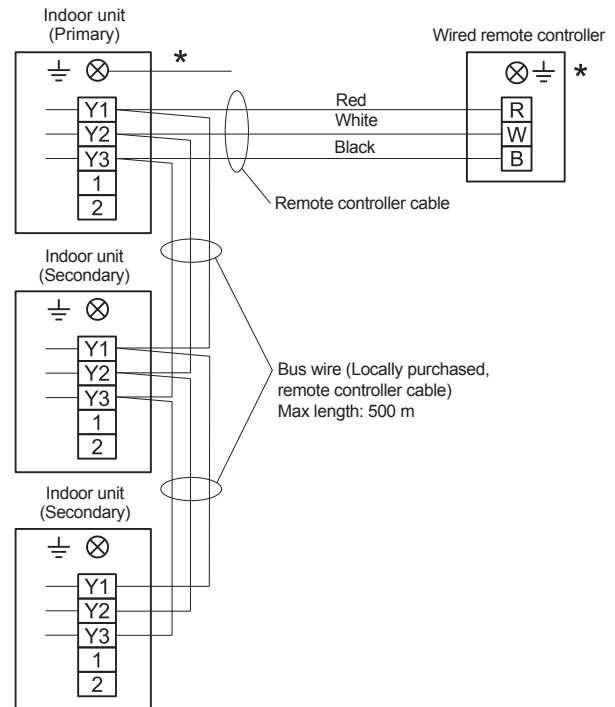 Indoor unit
(Primary)
*
Y1
Y2
Y3
1
2
Wired remote controller
*
R
W
B
Red
White
Black
Remote controller cable
Indoor unit
(Secondary)
Y1
Y2
Y3
1
2
Bus wire (Locally purchased,
remote controller cable)
Max length: 500 m
Indoor unit
(Secondary)
Y1
Y2
Y3
1
2